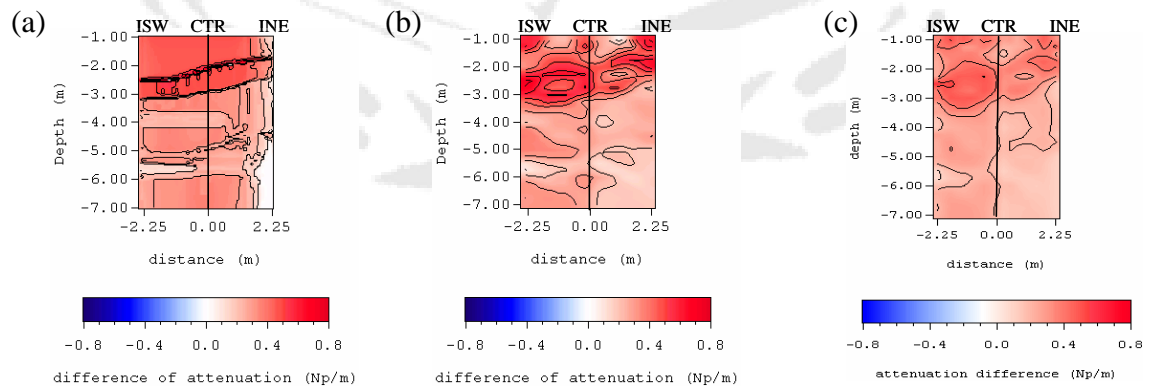 (a)
ISW CTR INE
-1.00
-2.00
-3.00
-4.00
-5.00
-6.00
-7.00
Depth (m)
-2.25 0.00 2.25
distance (m)
-0.8 -0.4 0.0 0.4 0.8
difference of attenuation (Np/m)
(b)
ISW CTR INE
-1.00
-2.00
-3.00
-4.00
-5.00
-6.00
-7.00
Depth (m)
-2.25 0.00 2.25
distance (m)
-0.8 -0.4 0.0 0.4 0.8
difference of attenuation (Np/m)
(c)
ISW CTR INE
-1.00
-2.00
-3.00
-4.00
-5.00
-6.00
-7.00
depth (m)
-2.25 0.00 2.25
distance (m)
-0.8 -0.4 0.0 0.4 0.8
attenuation difference (Np/m)